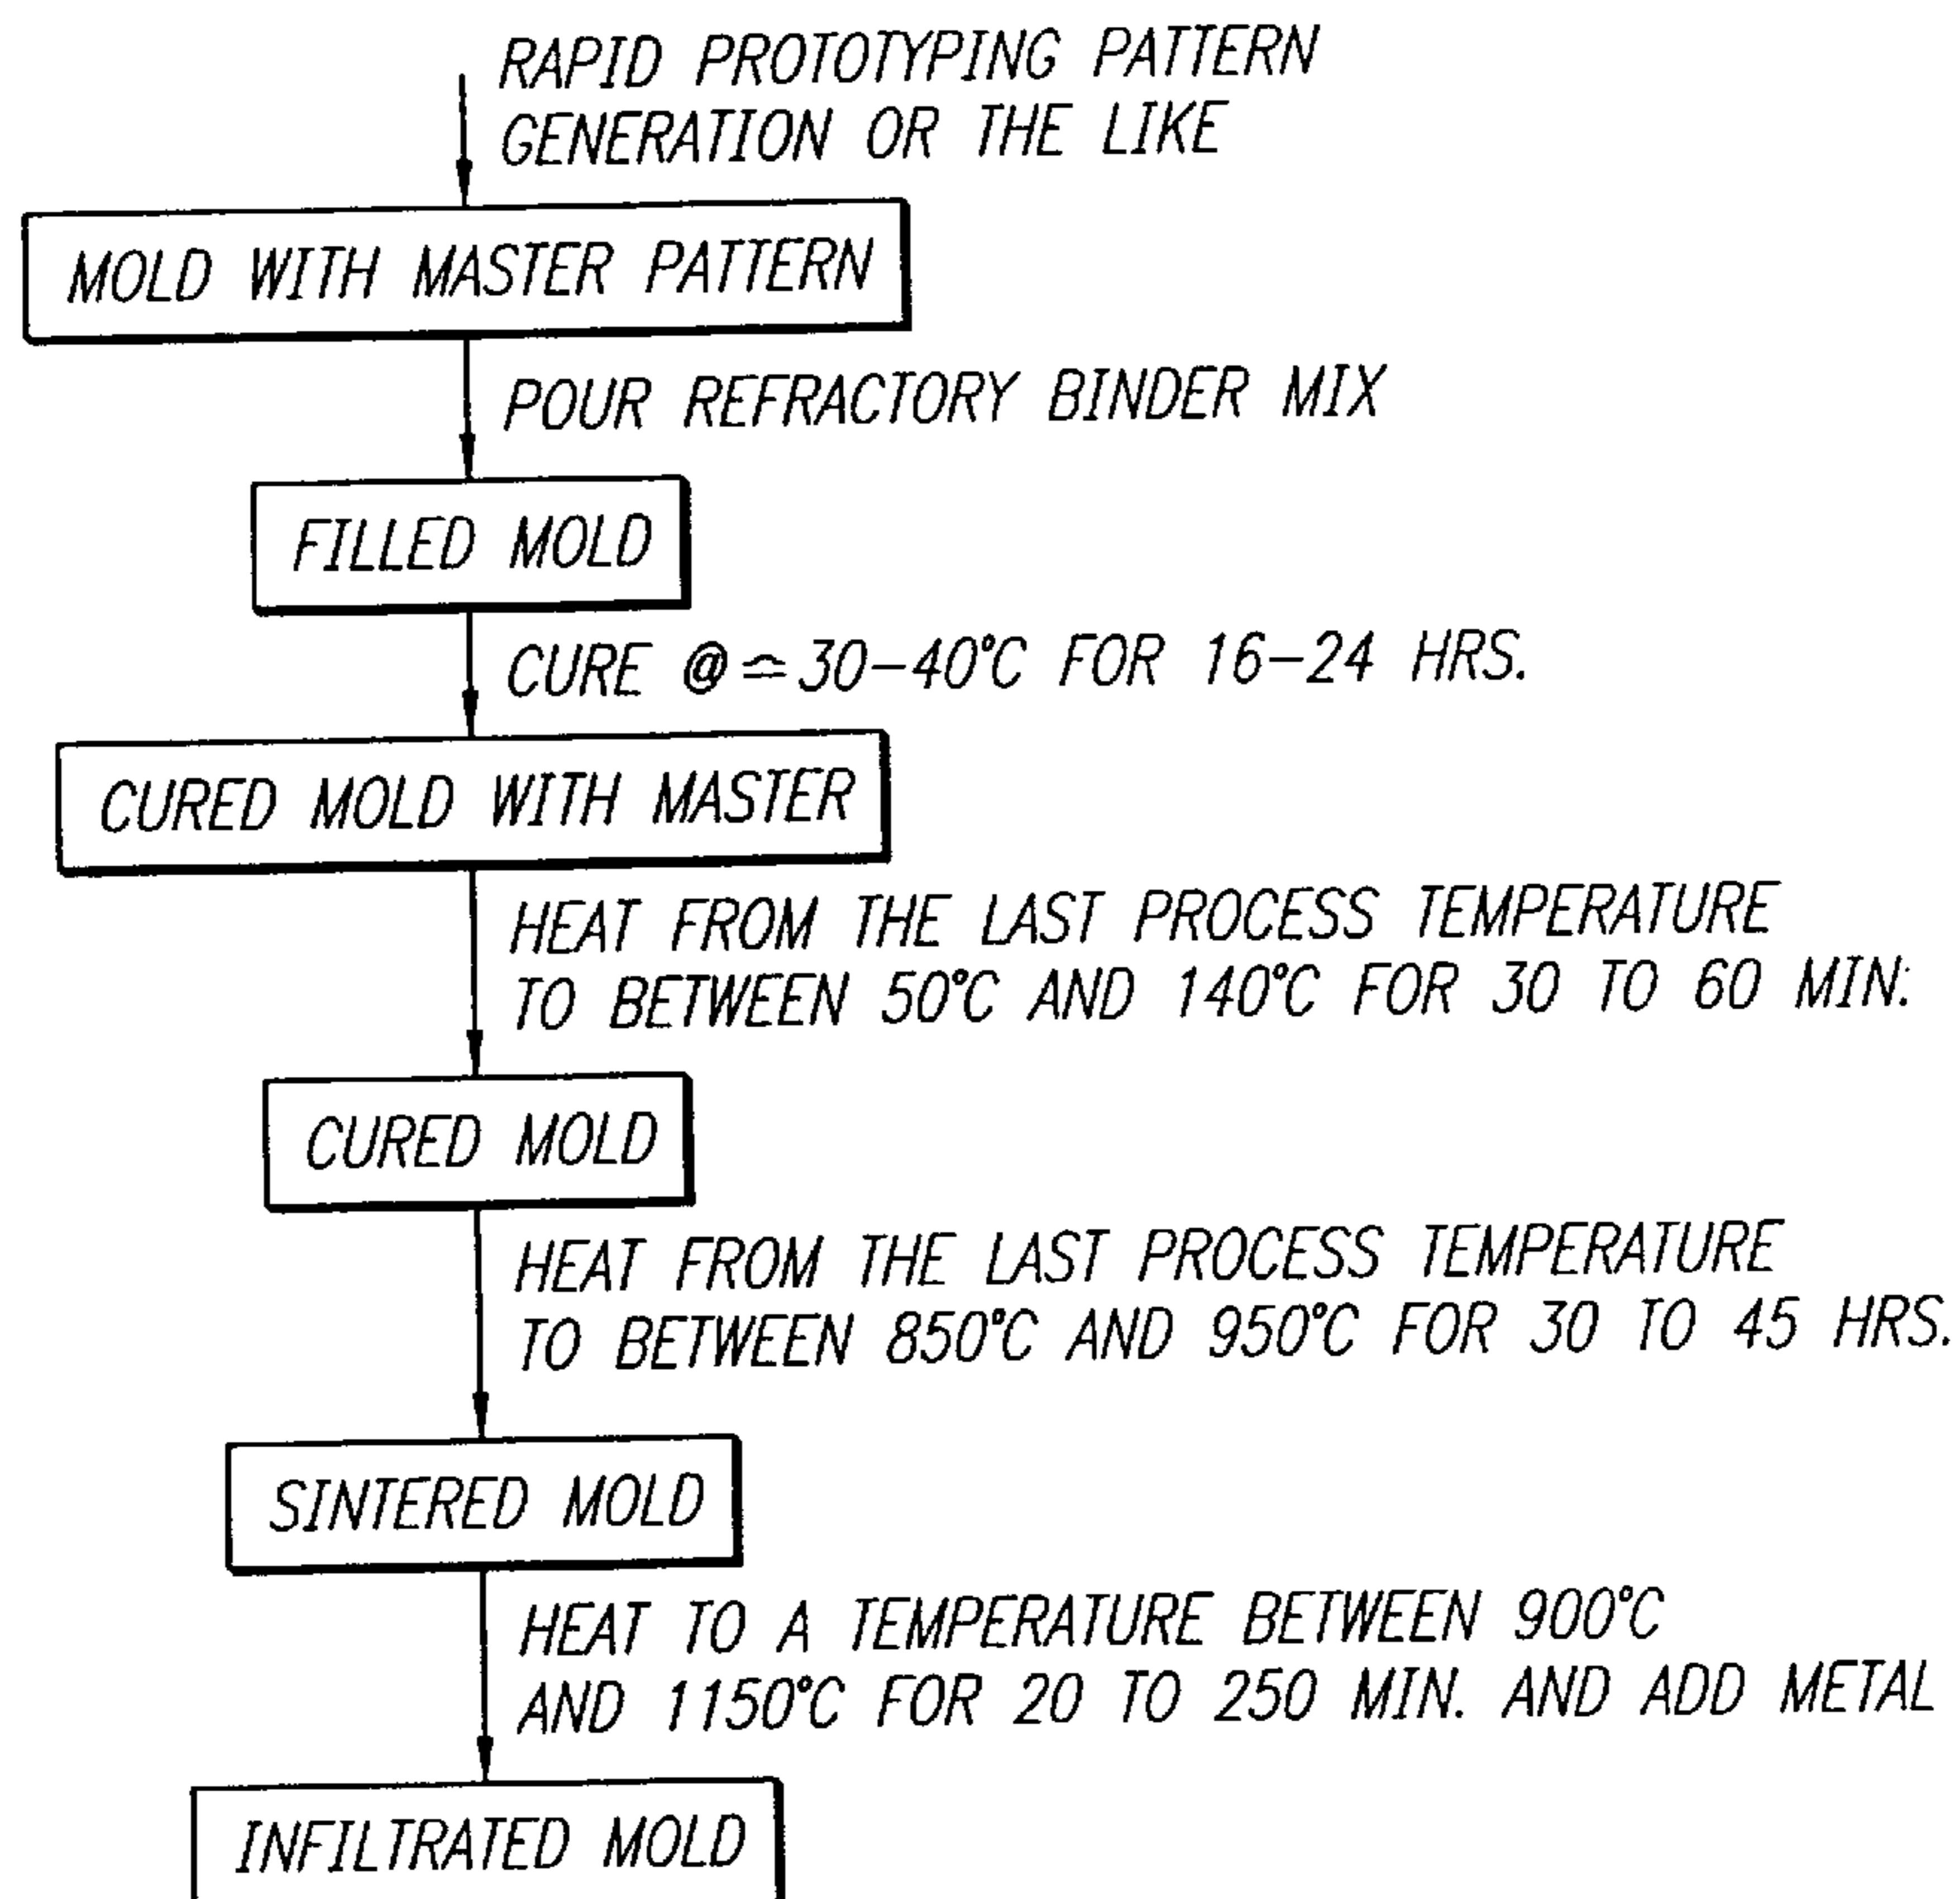 RAPID PROTOTYPING PATTERN
GENERATION OR THE LIKE
MOLD WITH MASTER PATTERN
POUR REFRACTORY BINDER MIX
FILLED MOLD
CURE @≏30-40°C FOR 16-24 HRS.
CURED MOLD WITH MASTER
HEAT FROM THE LAST PROCESS TEMPERATURE
TO BETWEEN 50°C AND 140°C FOR 30 TO 60 MIN.
CURED MOLD
HEAT FROM THE LAST PROCESS TEMPERATURE
TO BETWEEN 850°C AND 950°C FOR 30 TO 45 HRS.
SINTERED MOLD
HEAT TO A TEMPERATURE BETWEEN 900°C
AND 1150°C FOR 20 TO 250 MIN. AND ADD METAL
INFILTRATED MOLD